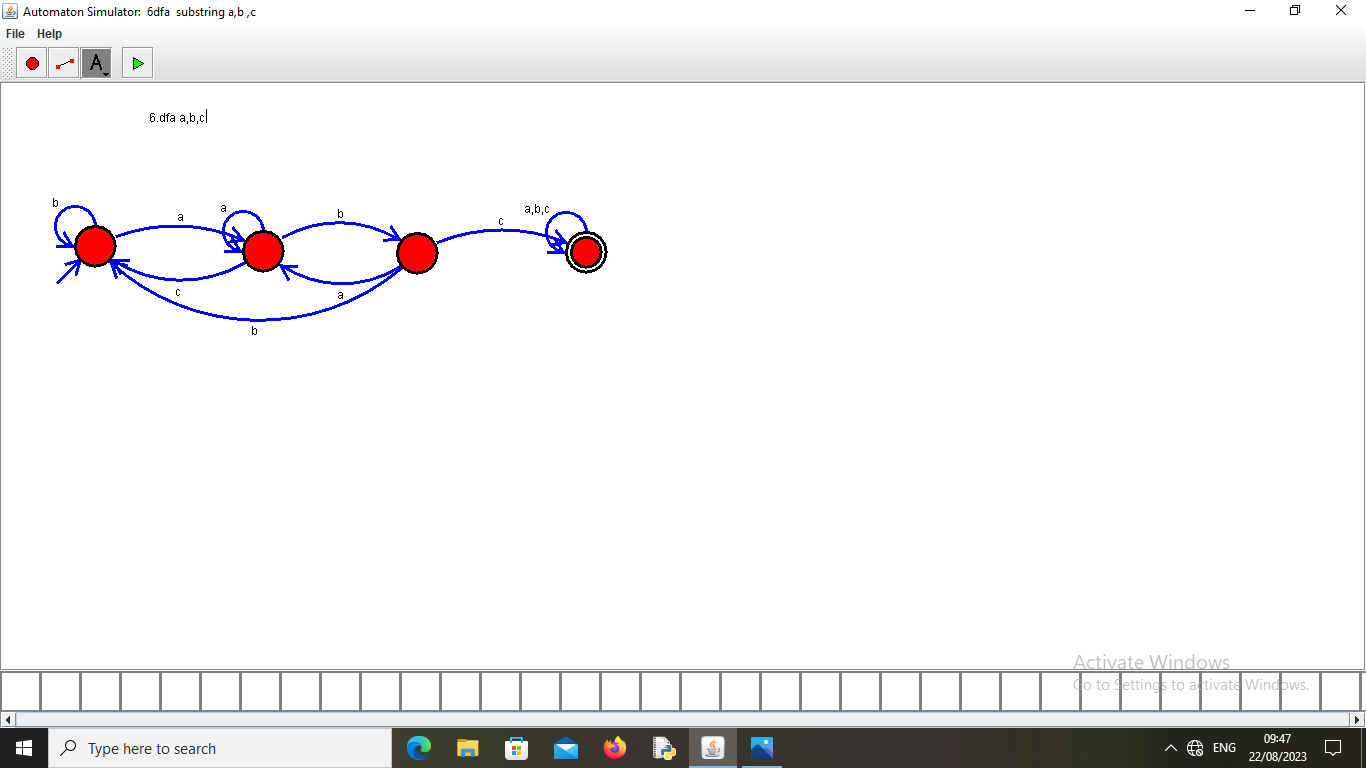 Automaton Simulator: 6dfa substring a,b ,c
File Help
A
6.dfa a,b,c
b
a
a
b
c
a,b,c
c
a
b
Activate Windows
Go to Settings to activate Windows.
Type here to search
ENG
09:47
22/08/2023